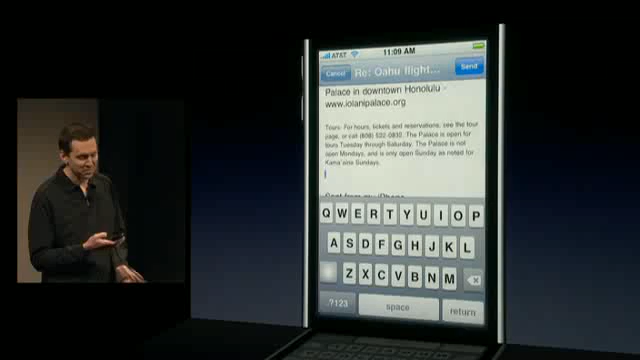 AT&T
11:09 AM
Cancel
Re: Oahu flight...
Send
Palace in downtown Honolulu -
www.iolanipalace.org
Tours: For hours, tickets and reservations, see the tour
page, or call (808) 522-0832. The Palace is open for
tours Tuesday through Saturday. The Palace is not
open Mondays, and is only open Sunday as noted for
Kama'aina Sundays.
Sent from my iPhone
Q W E R T Y U I O P
A S D F G H J K L
Z X C V B N M
.?123
space
return